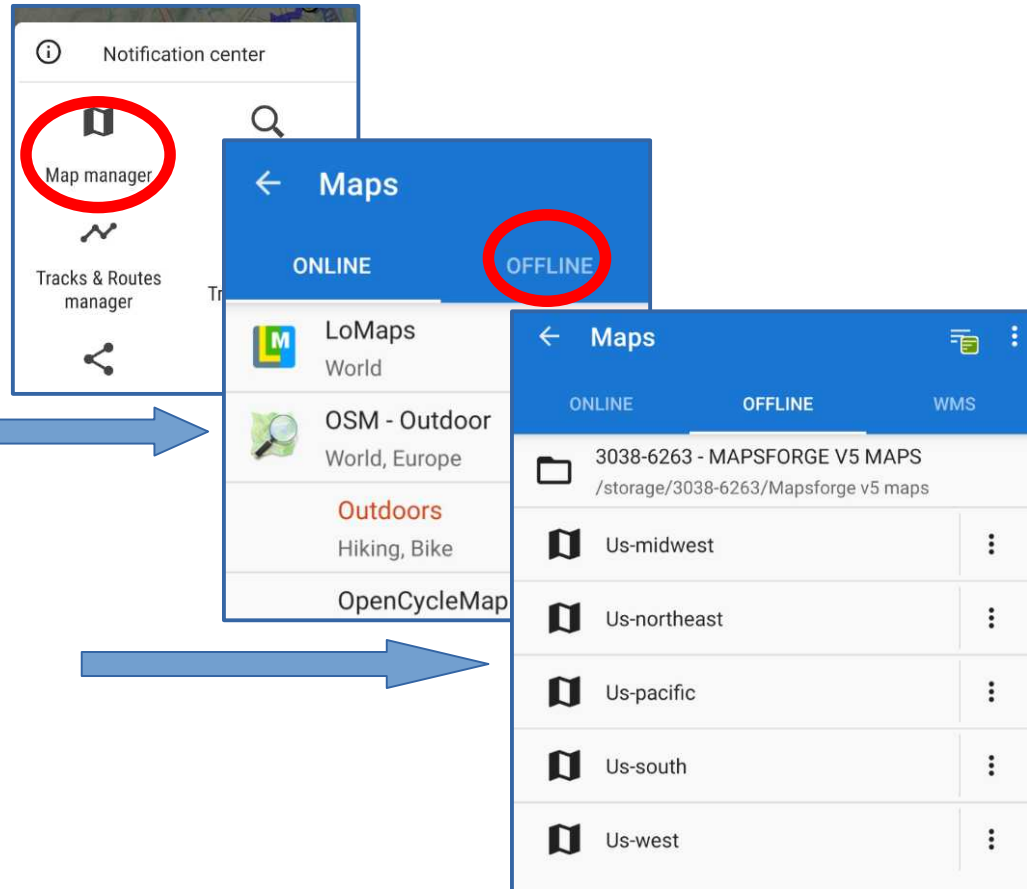 Notification center
Map manager
Tracks & Routes
manager
Tr
Maps
ONLINE
OFFLINE
M
LoMaps
World
OSM - Outdoor
World, Europe
Outdoors
Hiking, Bike
OpenCycleMap
Maps
ONLINE
OFFLINE
WMS
3038-6263 - MAPSFORGE V5 MAPS
/storage/3038-6263/Mapsforge v5 maps
Us-midwest
Us-northeast
Us-pacific
Us-south
Us-west